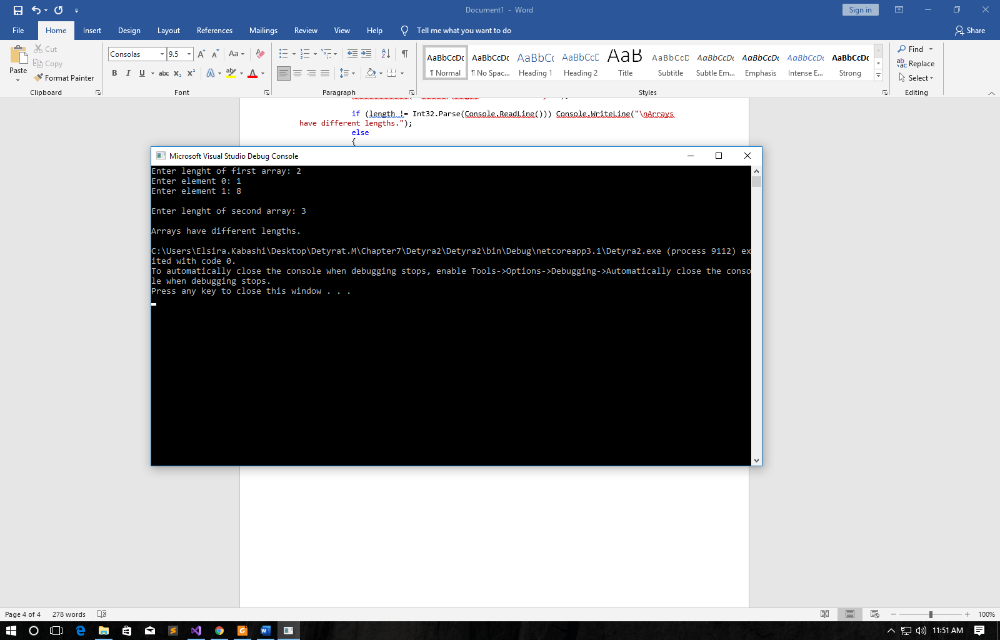 Document1 - Word
Sign in
File Home Insert Design Layout References Mailings Review View Help Tell me what you want to do Share
Paste
Cut
Copy
Format Painter
Clipboard
Consolas 9.5
Font
Paragraph
AaBbCcDc AaBbCcDc AaBbCc AaBbCcD AaB AaBbCcD AaBbCcDc AaBbCcDc AaBbCcDc AaBbCcDc
¶ Normal ¶ No Spac... Heading 1 Heading 2 Title Subtitle Subtle Em... Emphasis Intense E... Strong
Styles
Find
Replace
Select
Editing
if (length != Int32.Parse(Console.ReadLine())) Console.WriteLine("\nArrays
have different lengths.");
else
{
Microsoft Visual Studio Debug Console
Enter lenght of first array: 2
Enter element 0: 1
Enter element 1: 8
Enter lenght of second array: 3
Arrays have different lengths.
C:\Users\Elsira.Kabashi\Desktop\Detyrat.M\Chapter7\Detyra2\Detyra2\bin\Debug\netcoreapp3.1\Detyra2.exe (process 9112) ex
ited with code 0.
To automatically close the console when debugging stops, enable Tools->Options->Debugging->Automatically close the conso
le when debugging stops.
Press any key to close this window . . .
Page 4 of 4 278 words 100%
11:51 AM